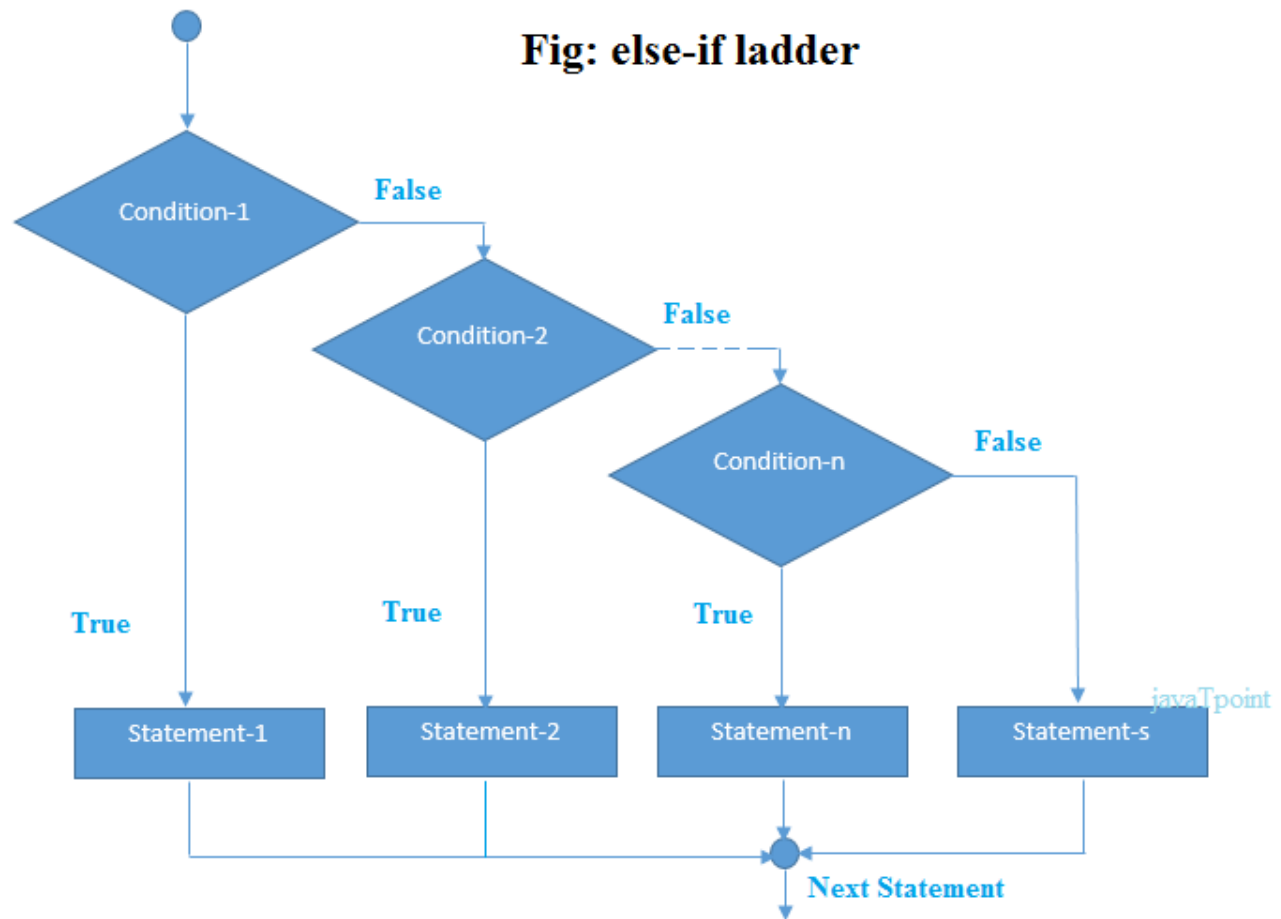 Fig: else-if ladder
Condition-1
False
Condition-2
False
Condition-n
False
True
True
True
javaTpoint
Statement-1
Statement-2
Statement-n
Statement-s
Next Statement